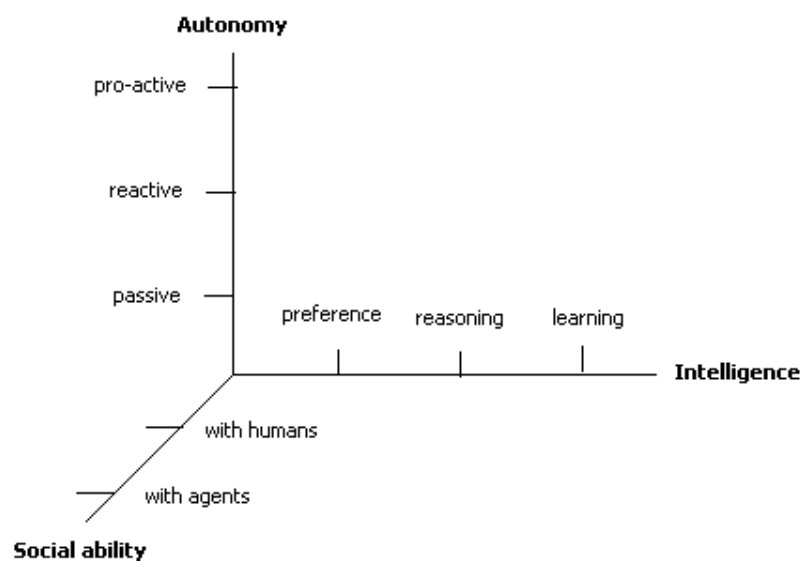 Autonomy
pro-active
reactive
passive
preference
reasoning
learning
Intelligence
with humans
with agents
Social ability